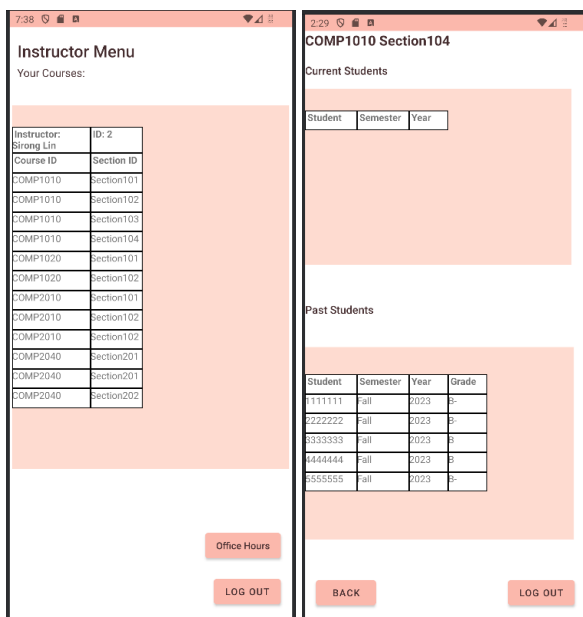 7:38
Instructor Menu
Your Courses:
Instructor: Sirong Lin ID: 2
Course ID Section ID
COMP1010 Section101
COMP1010 Section102
COMP1010 Section103
COMP1010 Section104
COMP1020 Section101
COMP1020 Section102
COMP2010 Section101
COMP2010 Section102
COMP2010 Section102
COMP2040 Section201
COMP2040 Section201
COMP2040 Section202
Office Hours
LOG OUT
2:29
COMP1010 Section104
Current Students
Student Semester Year
Past Students
Student Semester Year Grade
1111111 Fall 2023 B-
2222222 Fall 2023 B-
3333333 Fall 2023 B
4444444 Fall 2023 B
5555555 Fall 2023 B-
BACK LOG OUT